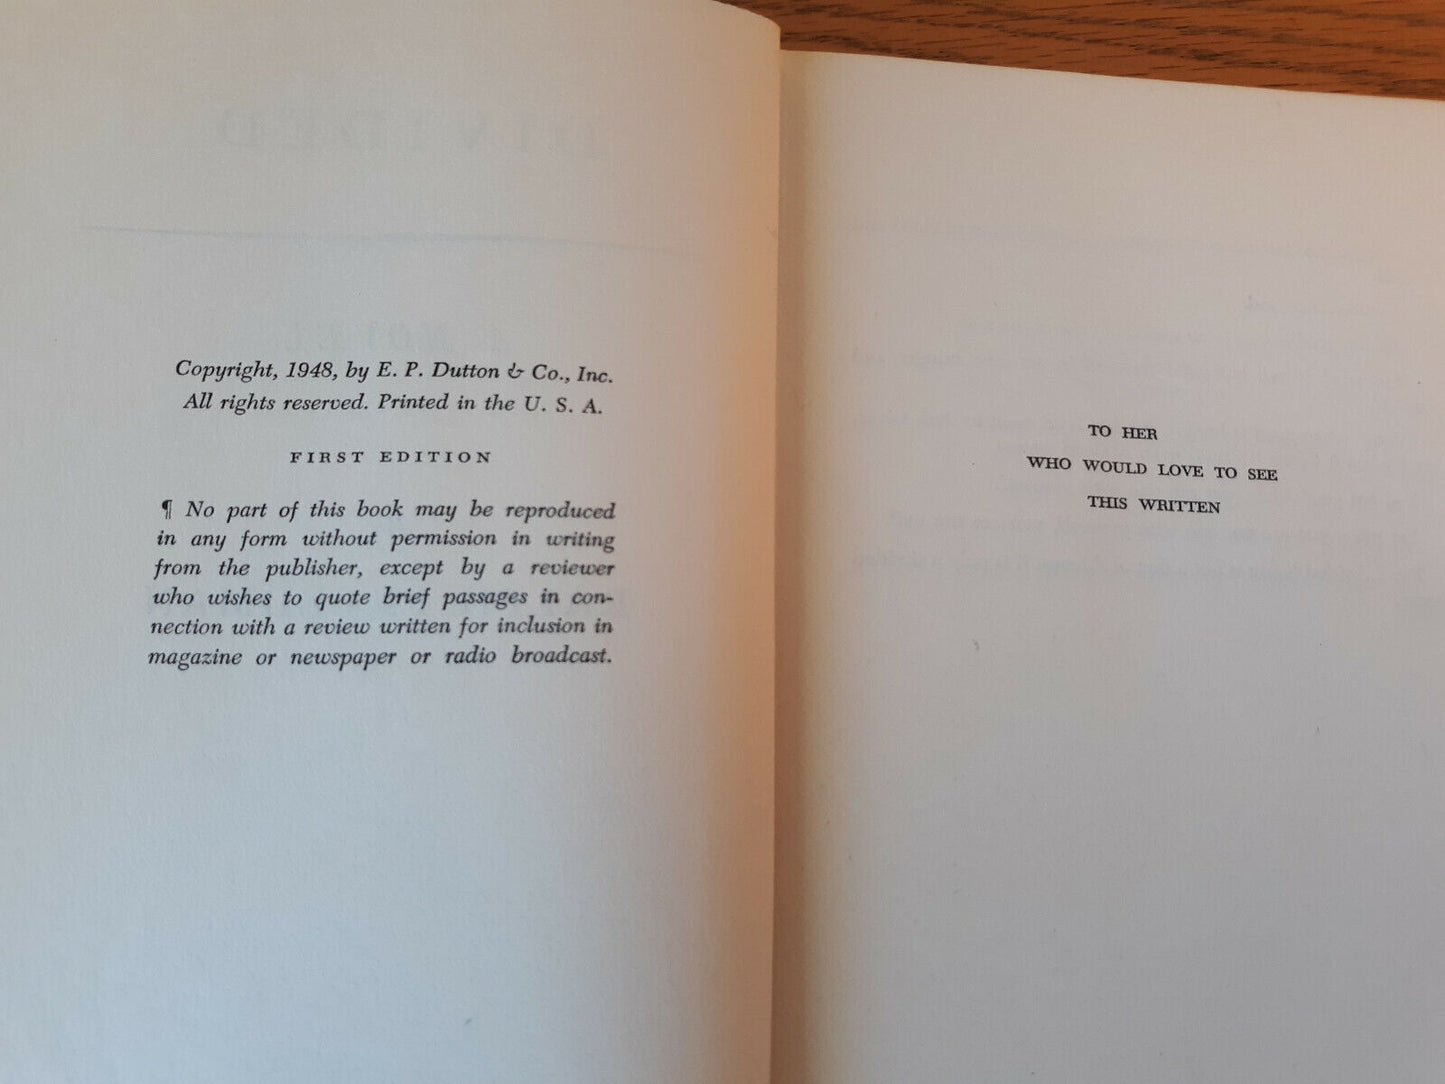 Copyright, 1948, by E. P. Dutton & Co., Inc.
All rights reserved. Printed in the U. S. A.
FIRST EDITION
¶ No part of this book may be reproduced
in any form without permission in writing
from the publisher, except by a reviewer
who wishes to quote brief passages in con-
nection with a review written for inclusion in
magazine or newspaper or radio broadcast.
TO HER
WHO WOULD LOVE TO SEE
THIS WRITTEN